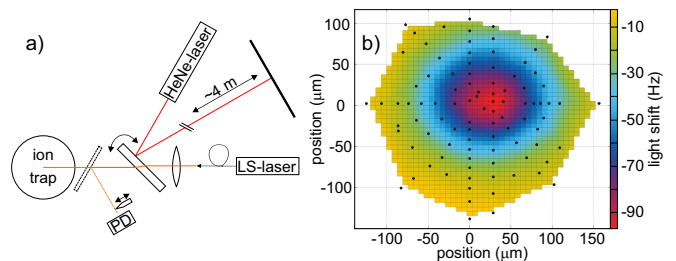 a)
HeNe-laser
~4 m
ion
trap
LS-laser
PD
b)
100
50
0
-50
-100
position (μm)
-100 -50 0 50 100 150
position (μm)
-10
-30
-50
-70
-90
light shift (Hz)